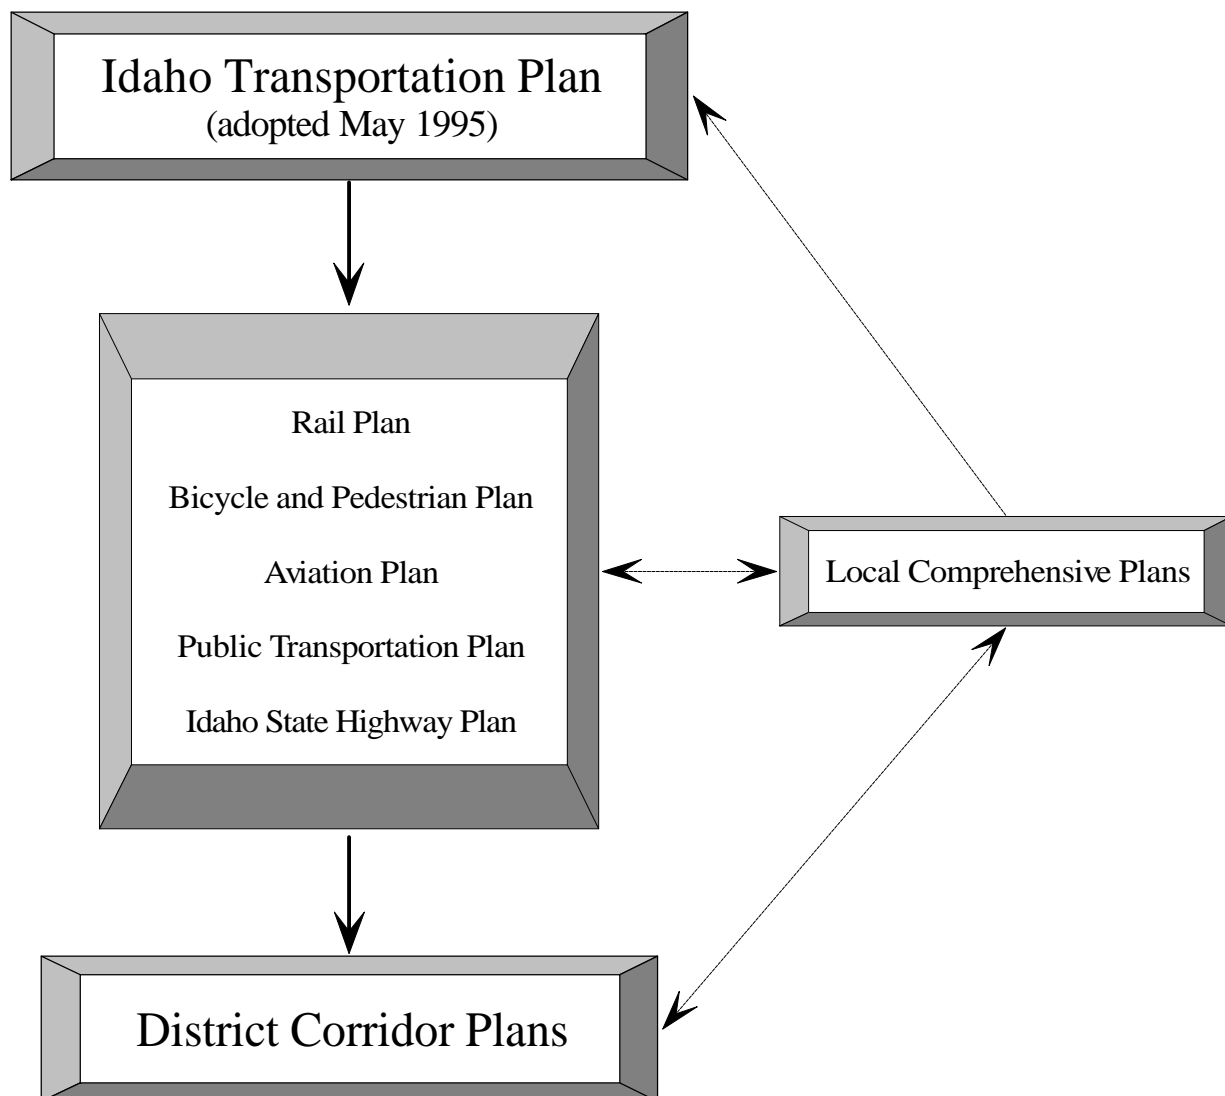 Idaho Transportation Plan
(adopted May 1995)
Rail Plan
Bicycle and Pedestrian Plan
Aviation Plan
Public Transportation Plan
Idaho State Highway Plan
Local Comprehensive Plans
District Corridor Plans